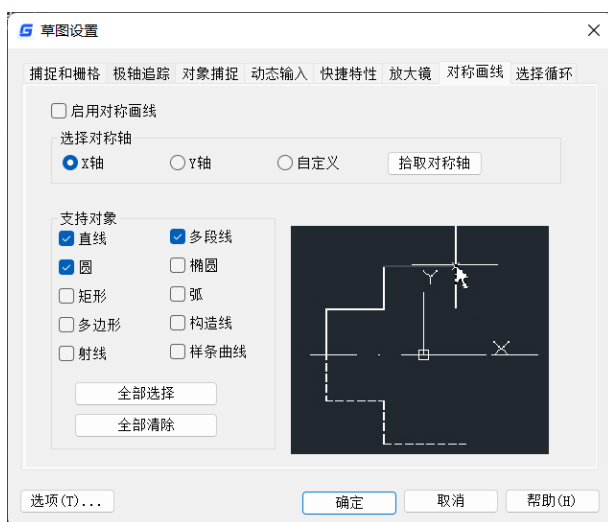 草图设置
捕捉和栅格 极轴追踪 对象捕捉 动态输入 快捷特性 放大镜 对称画线 选择循环
启用对称画线
选择对称轴
X轴 Y轴 自定义 拾取对称轴
支持对象
直线 多段线
圆 椭圆
矩形 弧
多边形 构造线
射线 样条曲线
全部选择
全部清除
Y
X
选项(T)... 确定 取消 帮助(H)